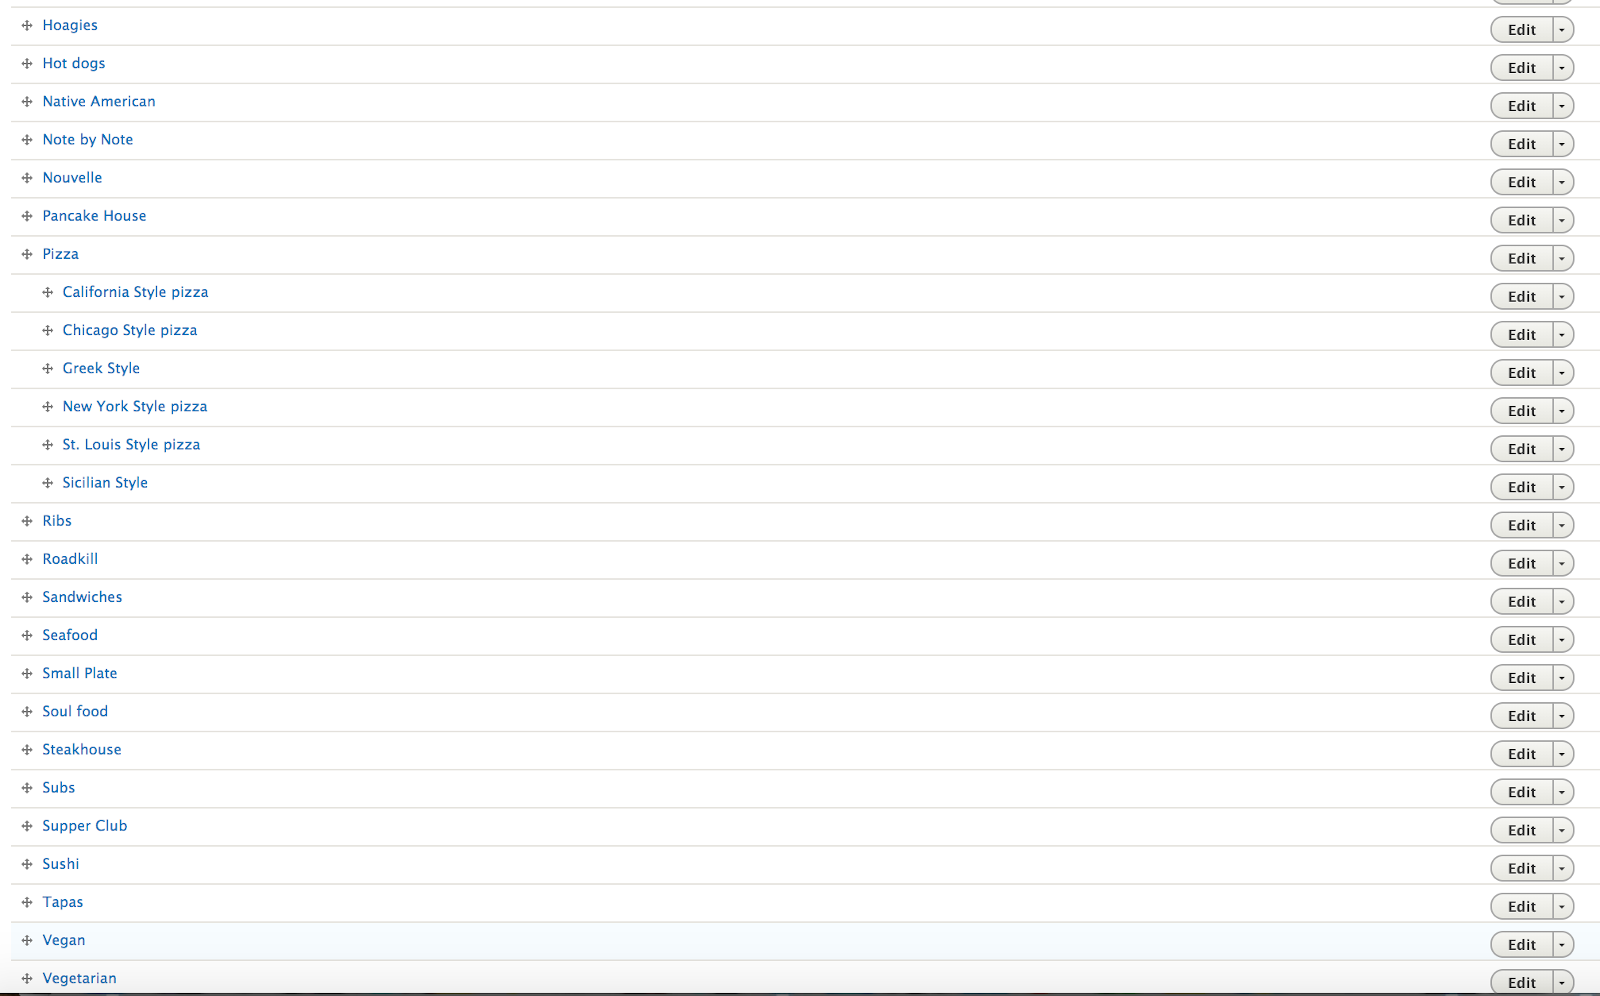 Hoagies Edit
Hot dogs Edit
Native American Edit
Note by Note Edit
Nouvelle Edit
Pancake House Edit
Pizza Edit
California Style pizza Edit
Chicago Style pizza Edit
Greek Style Edit
New York Style pizza Edit
St. Louis Style pizza Edit
Sicilian Style Edit
Ribs Edit
Roadkill Edit
Sandwiches Edit
Seafood Edit
Small Plate Edit
Soul food Edit
Steakhouse Edit
Subs Edit
Supper Club Edit
Sushi Edit
Tapas Edit
Vegan Edit
Vegetarian Edit